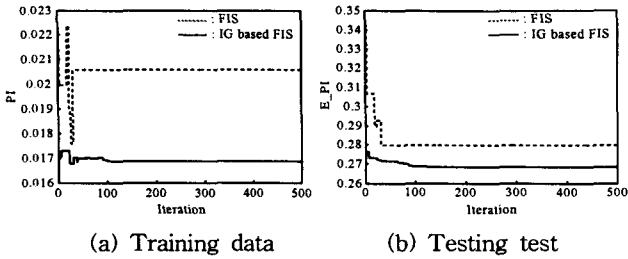 0.023
0.022
0.021
0.02
0.019
0.018
0.017
0.016
PI
0 100 200 300 400 500
Iteration
: FIS
: IG based FIS
(a) Training data
0.35
0.34
0.33
0.32
0.31
0.3
0.29
0.28
0.27
0.26
E_PI
0 100 200 300 400 500
Iteration
: FIS
: IG based FIS
(b) Testing test